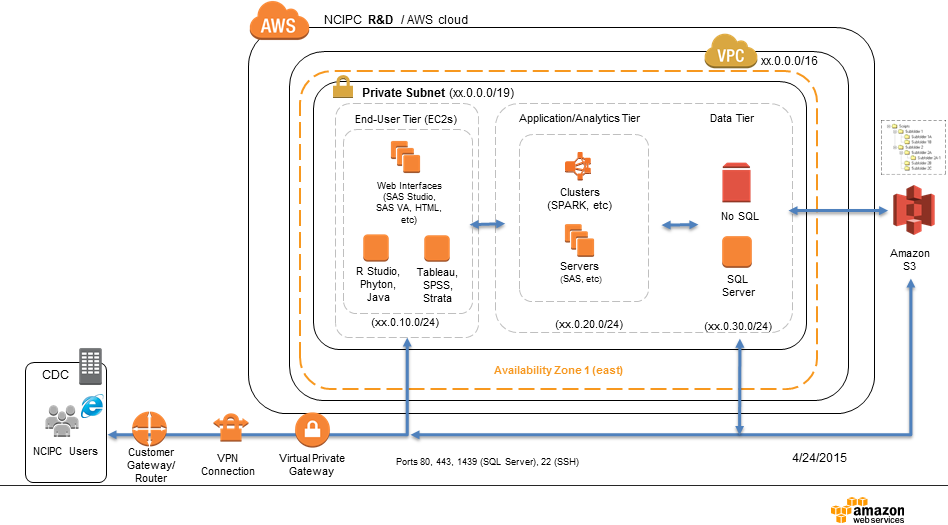 NCIPC R&D / AWS cloud
AWS
VPC
xx.0.0.0/16
Private Subnet (xx.0.0.0/19)
End-User Tier (EC2s)
Application/Analytics Tier
Data Tier
Web Interfaces
(SAS Studio,
SAS VA, HTML,
etc)
Clusters
(SPARK, etc)
No SQL
R Studio,
Phyton,
Java
Tableau,
SPSS,
Strata
Servers
(SAS, etc)
SQL
Server
(xx.0.10.0/24)
(xx.0.20.0/24)
(xx.0.30.0/24)
Amazon
S3
Availability Zone 1 (east)
CDC
NCIPC Users
Customer
Gateway/
Router
VPN
Connection
Virtual Private
Gateway
Ports 80, 443, 1439 (SQL Server), 22 (SSH)
4/24/2015
amazon
web services